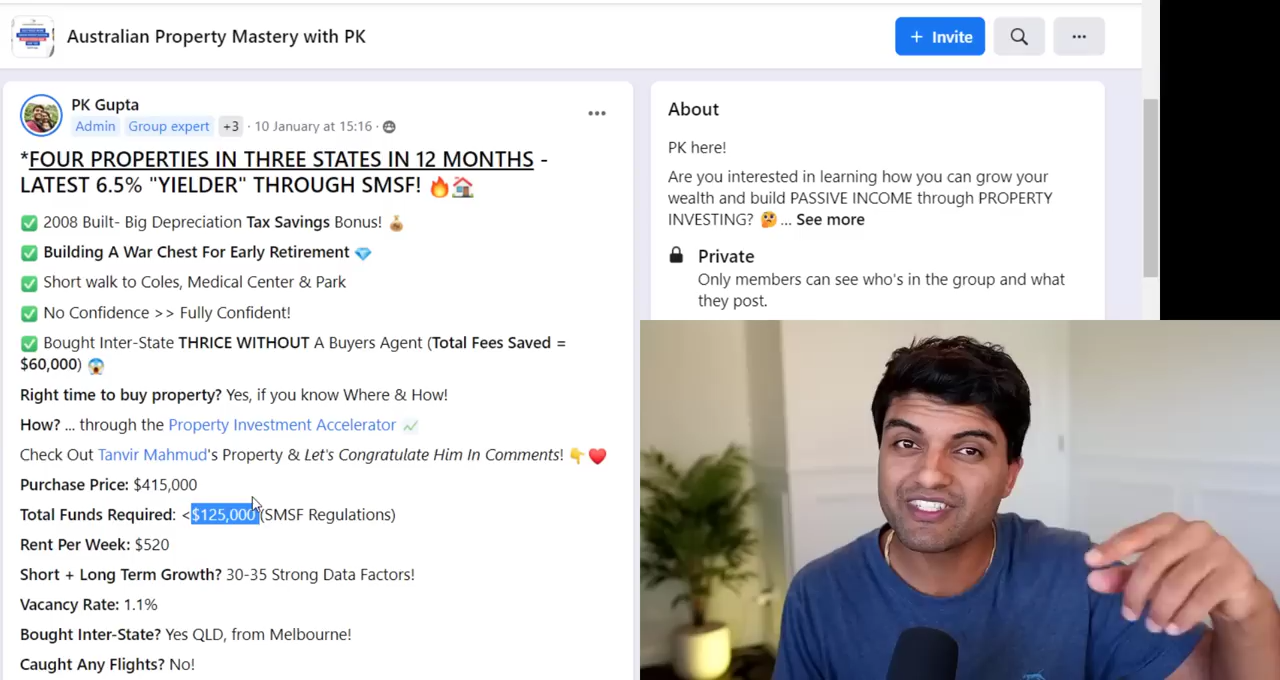 Australian Property Mastery with PK
+ Invite
PK Gupta
Admin Group expert +3 · 10 January at 15:16 ·
*FOUR PROPERTIES IN THREE STATES IN 12 MONTHS -
LATEST 6.5% "YIELDER" THROUGH SMSF! 🔥🏠
✅ 2008 Built- Big Depreciation Tax Savings Bonus! 💰
✅ Building A War Chest For Early Retirement 💎
✅ Short walk to Coles, Medical Center & Park
✅ No Confidence >> Fully Confident!
✅ Bought Inter-State THRICE WITHOUT A Buyers Agent (Total Fees Saved =
$60,000) 😱
Right time to buy property? Yes, if you know Where & How!
How? ... through the Property Investment Accelerator 📈
Check Out Tanvir Mahmud's Property & Let's Congratulate Him In Comments! 👇❤️
Purchase Price: $415,000
Total Funds Required: <$125,000 (SMSF Regulations)
Rent Per Week: $520
Short + Long Term Growth? 30-35 Strong Data Factors!
Vacancy Rate: 1.1%
Bought Inter-State? Yes QLD, from Melbourne!
Caught Any Flights? No!
About
PK here!
Are you interested in learning how you can grow your
wealth and build PASSIVE INCOME through PROPERTY
INVESTING? 🤔 ... See more
Private
Only members can see who's in the group and what
they post.